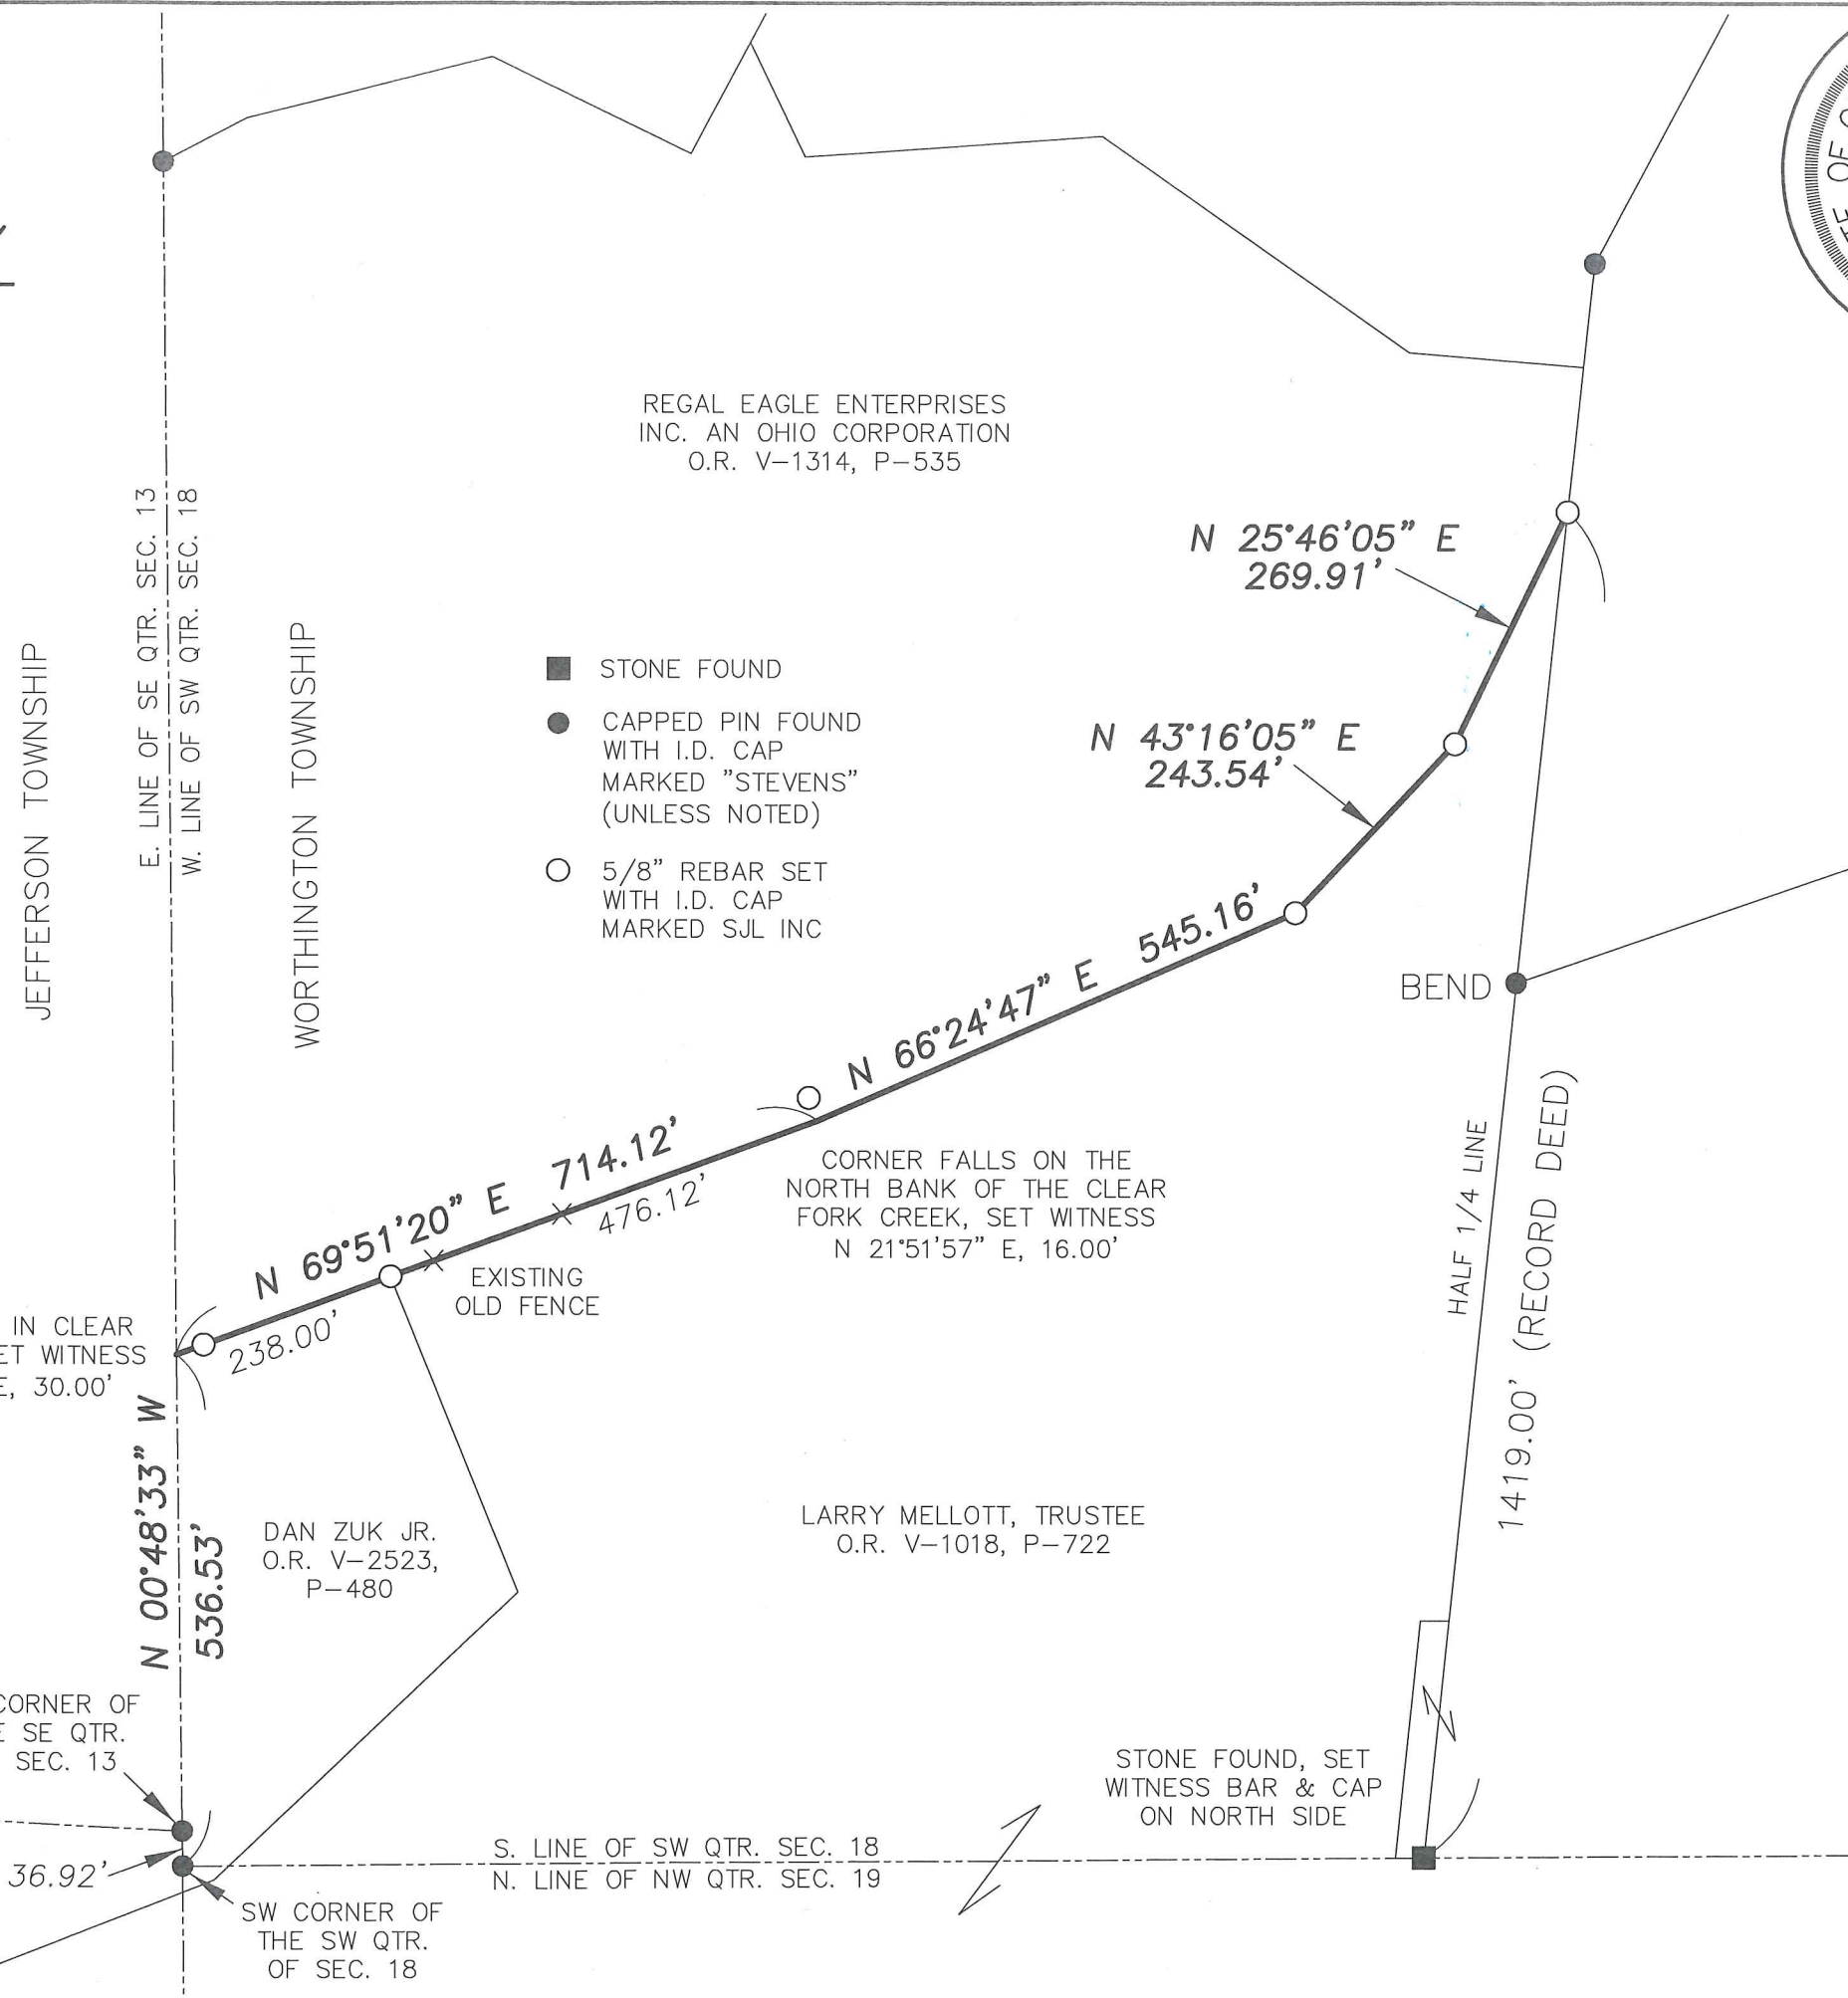 REGAL EAGLE ENTERPRISES
INC. AN OHIO CORPORATION
O.R. V–1314, P–535
E. LINE OF SE QTR. SEC. 13
W. LINE OF SW QTR. SEC. 18
JEFFERSON TOWNSHIP
WORTHINGTON TOWNSHIP
STONE FOUND
CAPPED PIN FOUND
WITH I.D. CAP
MARKED "STEVENS"
(UNLESS NOTED)
5/8" REBAR SET
WITH I.D. CAP
MARKED SJL INC
N 25°46'05" E
269.91'
N 43°16'05" E
243.54'
N 66°24'47" E 545.16'
BEND
N 69°51'20" E 714.12'
476.12'
238.00'
EXISTING
OLD FENCE
CORNER FALLS ON THE
NORTH BANK OF THE CLEAR
FORK CREEK, SET WITNESS
N 21°51'57" E, 16.00'
HALF 1/4 LINE
1419.00' (RECORD DEED)
IN CLEAR
ET WITNESS
E, 30.00'
N 00°48'33" W
536.53'
DAN ZUK JR.
O.R. V–2523,
P–480
LARRY MELLOTT, TRUSTEE
O.R. V–1018, P–722
CORNER OF
E SE QTR.
SEC. 13
36.92'
SW CORNER OF
THE SW QTR.
OF SEC. 18
S. LINE OF SW QTR. SEC. 18
N. LINE OF NW QTR. SEC. 19
STONE FOUND, SET
WITNESS BAR & CAP
ON NORTH SIDE
TE OF